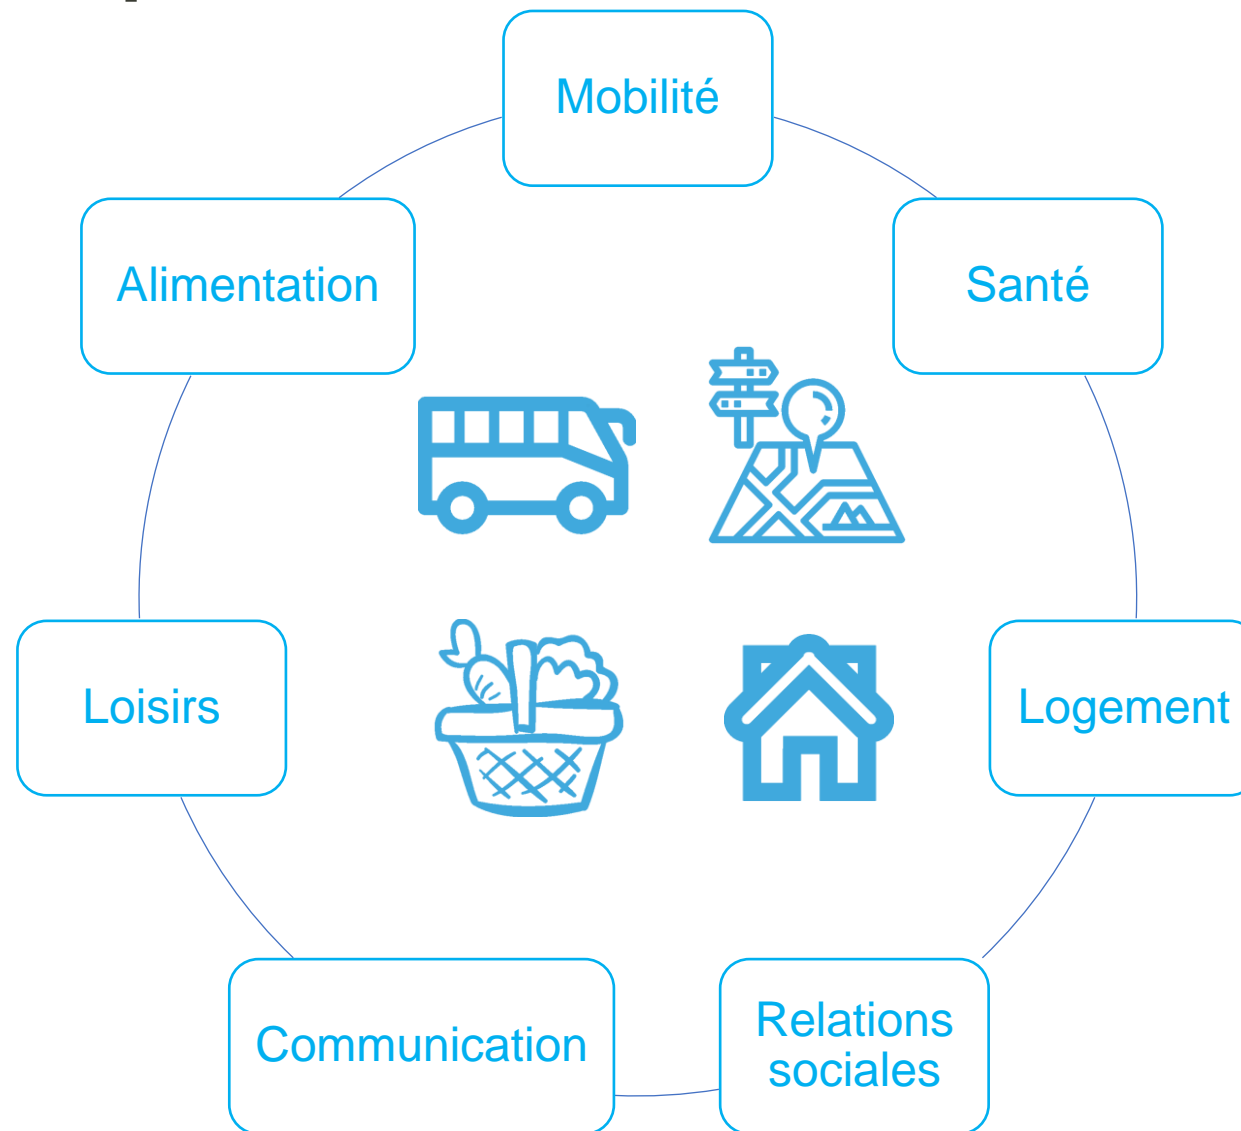 Mobilité
Alimentation
Santé
Loisirs
Logement
Communication
Relations
sociales